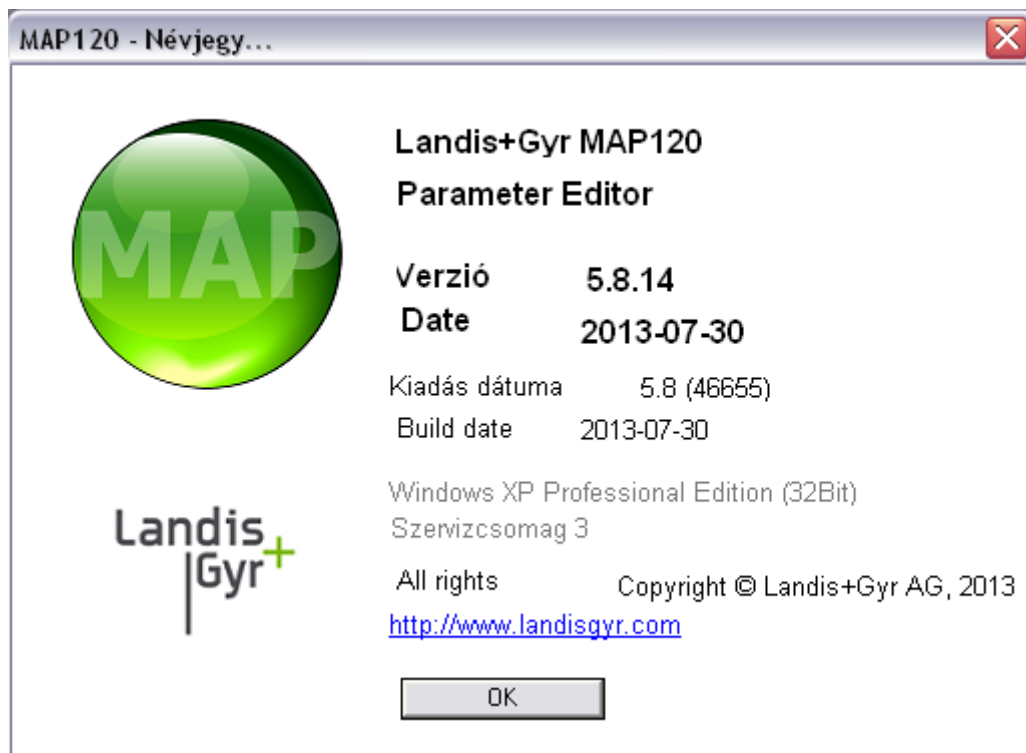 MAP120 - Névjegy...
MAP
Landis+Gyr MAP120
Parameter Editor
Verzió 5.8.14
Date 2013-07-30
Kiadás dátuma 5.8 (46655)
Build date 2013-07-30
Windows XP Professional Edition (32Bit)
Szervizcsomag 3
Landis+
Gyr
All rights Copyright © Landis+Gyr AG, 2013
http://www.landisgyr.com
OK